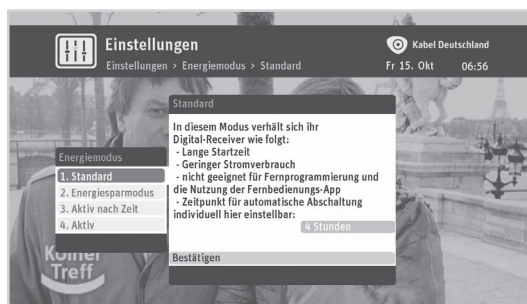 Einstellungen
Einstellungen > Energiemodus > Standard
Kabel Deutschland
Fr 15. Okt 06:56
Energiemodus
1. Standard
2. Energiesparmodus
3. Aktiv nach Zeit
4. Aktiv
Standard
In diesem Modus verhält sich ihr
Digital-Receiver wie folgt:
- Lange Startzeit
- Geringer Stromverbrauch
- nicht geeignet für Fernprogrammierung und
die Nutzung der Fernbedienungs-App
- Zeitpunkt für automatische Abschaltung
individuell hier einstellbar:
4 Stunden
Bestätigen
Kölner
Treff